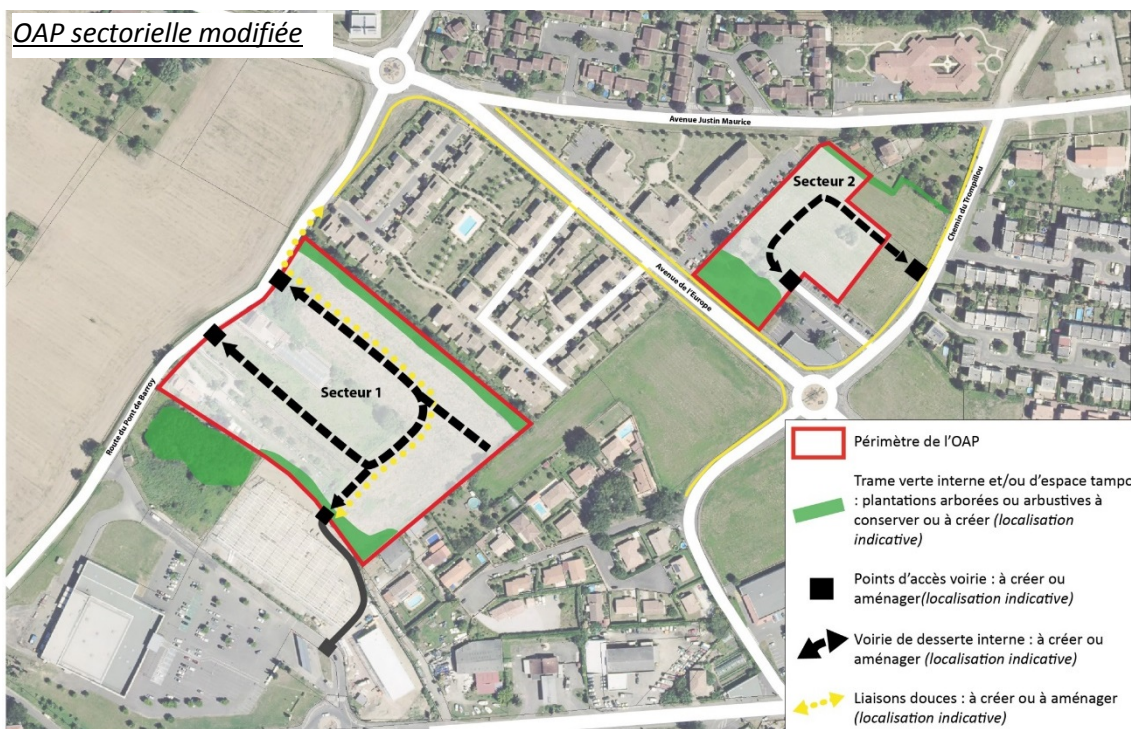 OAP sectorielle modifiée
Avenue Justin Maurice
Secteur 2
Chemin du Trompillou
Avenue de l'Europe
Secteur 1
Route du Pont de Barroy
Périmètre de l'OAP
Trame verte interne et/ou d'espace tampo
: plantations arborées ou arbustives à
conserver ou à créer (localisation
indicative)
Points d'accès voirie : à créer ou
aménager(localisation indicative)
Voirie de desserte interne : à créer ou
aménager (localisation indicative)
Liaisons douces : à créer ou à aménager
(localisation indicative)